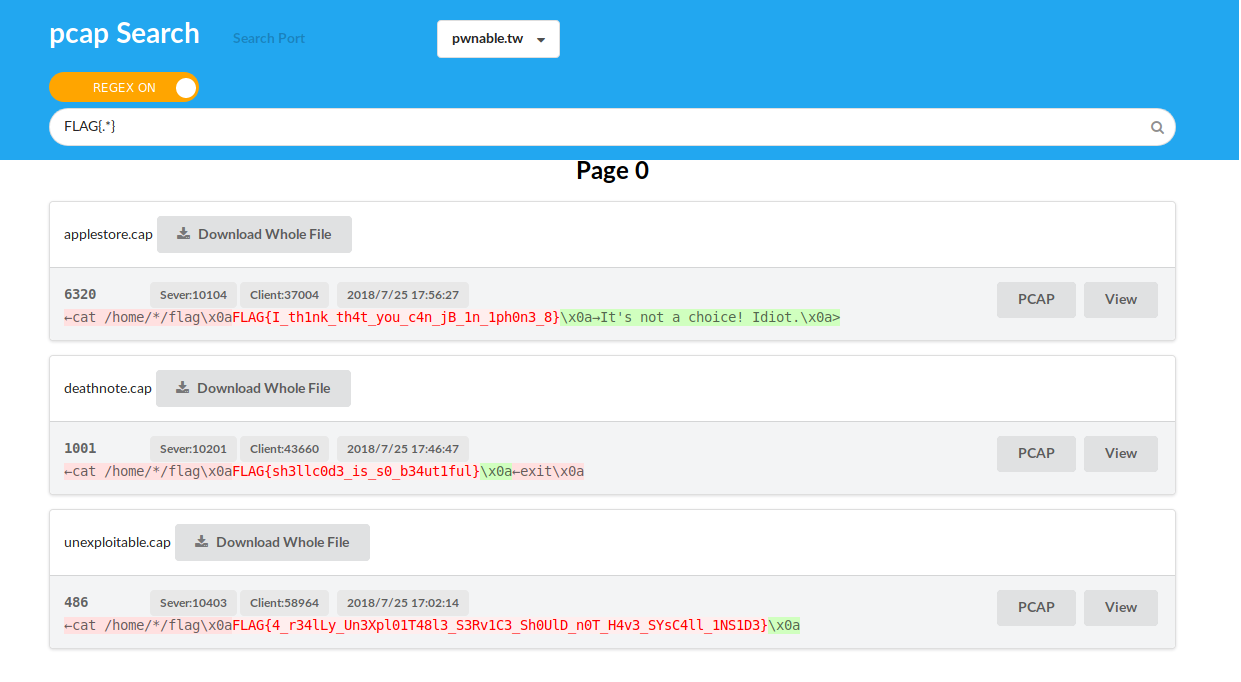 pcap Search Search Port pwnable.tw
REGEX ON
FLAG{.*}
Page 0
applestore.cap Download Whole File
6320 Sever:10104 Client:37004 2018/7/25 17:56:27 PCAP View
←cat /home/*/flag\x0aFLAG{I_th1nk_th4t_you_c4n_jB_1n_1ph0n3_8}\x0a→It's not a choice! Idiot.\x0a>
deathnote.cap Download Whole File
1001 Sever:10201 Client:43660 2018/7/25 17:46:47 PCAP View
←cat /home/*/flag\x0aFLAG{sh3llc0d3_is_s0_b34ut1ful}\x0a←exit\x0a
unexploitable.cap Download Whole File
486 Sever:10403 Client:58964 2018/7/25 17:02:14 PCAP View
←cat /home/*/flag\x0aFLAG{4_r34lLy_Un3Xpl01T48l3_S3Rv1C3_Sh0UlD_n0T_H4v3_SYsC4ll_1NS1D3}\x0a